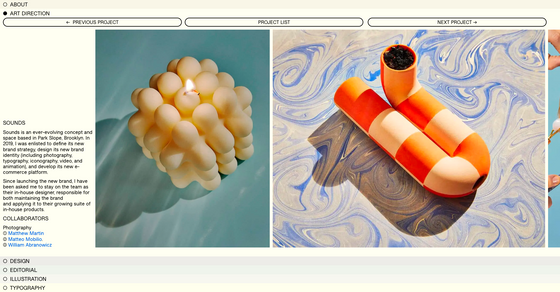 ABOUT
ART DIRECTION
← PREVIOUS PROJECT
PROJECT LIST
NEXT PROJECT →
SOUNDS
Sounds is an ever-evolving concept and
space based in Park Slope, Brooklyn. In
2019, I was enlisted to define its new
brand strategy, design its new brand
identity (including photography,
typography, iconography, video, and
animation), and develop its new e-
commerce platform.
Since launching the new brand, I have
been asked me to stay on the team as
their in-house designer, responsible for
both maintaining the brand
and applying it to their growing suite of
in-house products.
COLLABORATORS
Photography
© Matthew Martin
© Matteo Mobilio
© William Abranowicz
DESIGN
EDITORIAL
ILLUSTRATION
TYPOGRAPHY